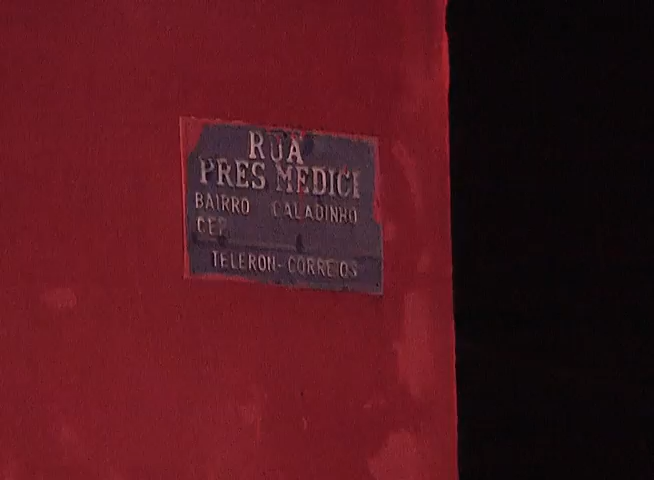 RUA
PRES MEDICI
BAIRRO CALADINHO
CEP
TELERON-CORREIOS